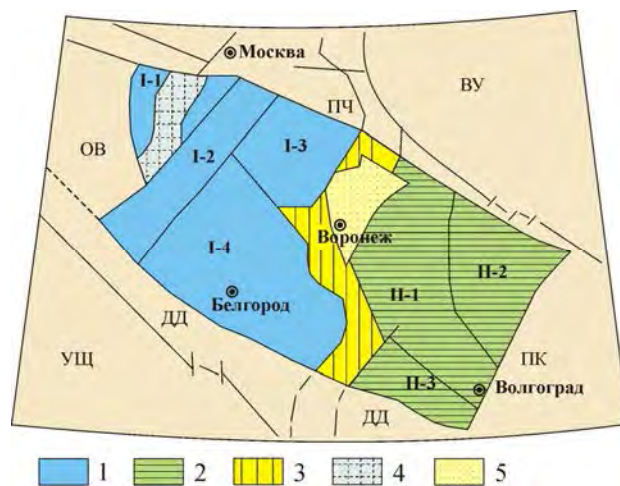 Москва
I-1
ВУ
ПЧ
ОВ
I-2
I-3
Воронеж
I-4
II-2
II-1
Белгород
ДД
УЩ
ПК
II-3
Волгоград
ДД
1 2 3 4 5